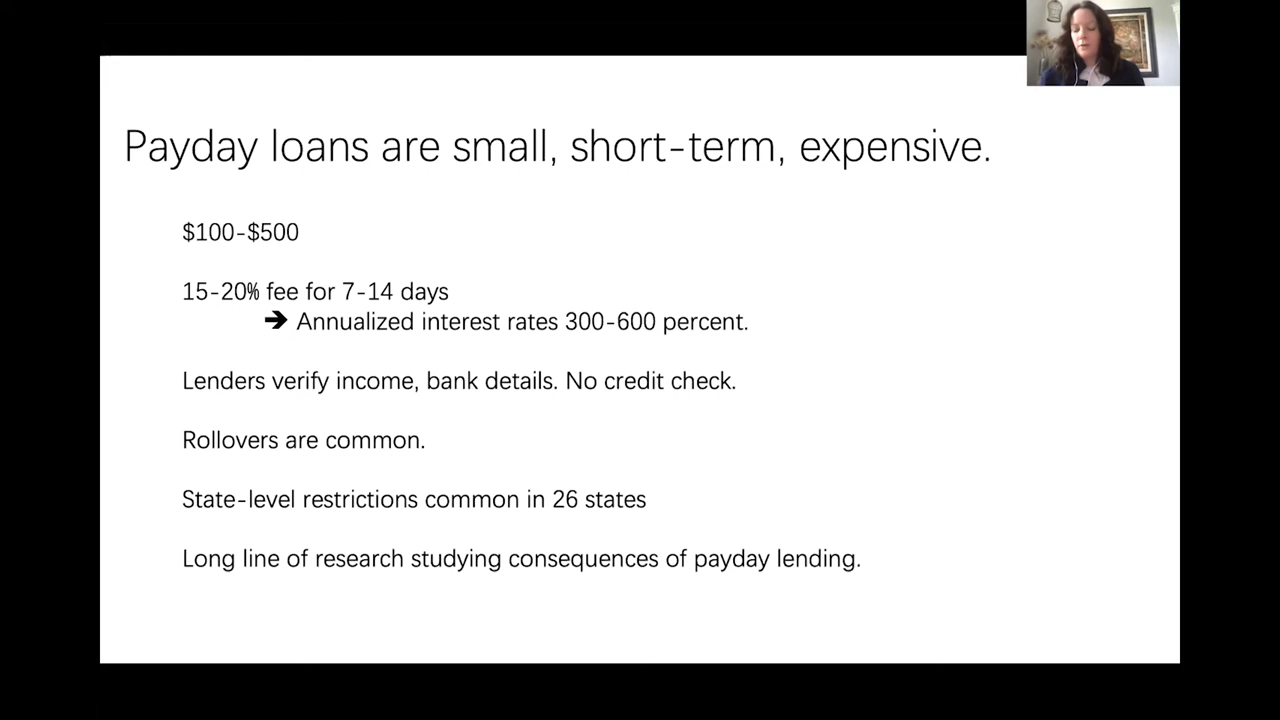 Payday loans are small, short-term, expensive.
$100-$500
15-20% fee for 7-14 days
➔ Annualized interest rates 300-600 percent.
Lenders verify income, bank details. No credit check.
Rollovers are common.
State-level restrictions common in 26 states
Long line of research studying consequences of payday lending.